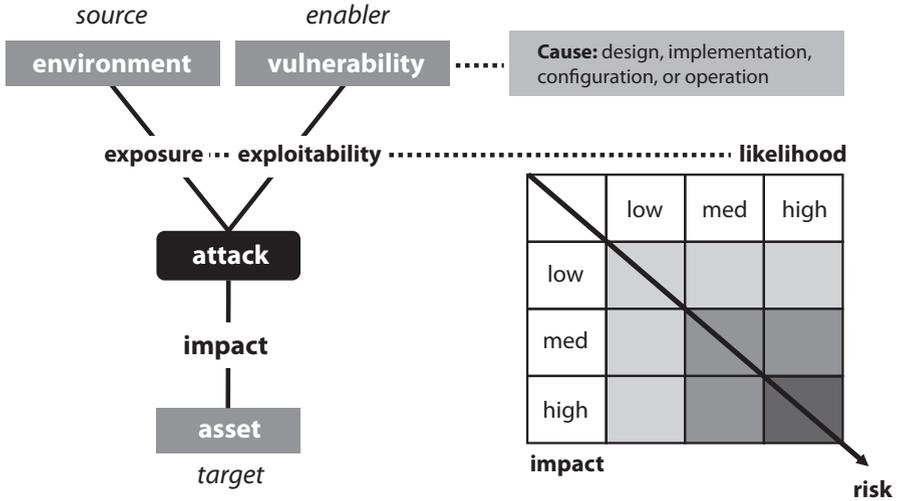 source
enabler
environment
vulnerability
Cause: design, implementation,
configuration, or operation
exposure
exploitability
likelihood
low
med
high
attack
low
impact
med
high
asset
target
impact
risk